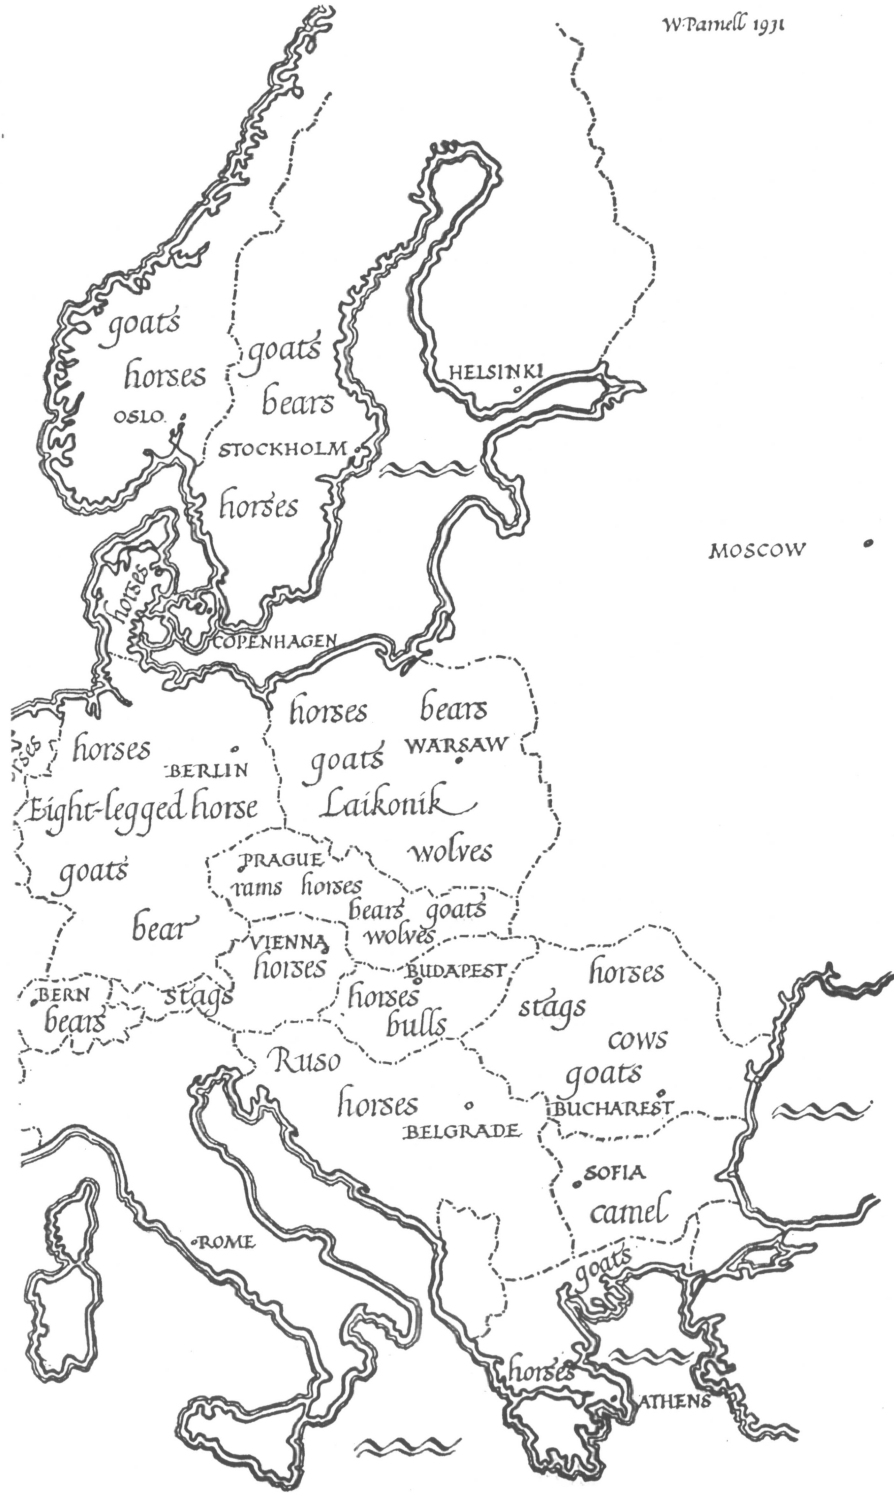 W·Parnell 1931
goats
horses
OSLO
goats
bears
STOCKHOLM
horses
HELSINKI
MOSCOW
horses
COPENHAGEN
horses
bears
WARSAW
goats
Laikonik
wolves
horses
BERLIN
Eight-legged horse
goats
bear
PRAGUE
rams horses
bears goats
wolves
VIENNA
horses
BERN
bears
stags
BUDAPEST
horses
bulls
horses
stags
cows
goats
BUCHAREST
Ruso
horses
BELGRADE
SOFIA
camel
ROME
goats
horses
ATHENS